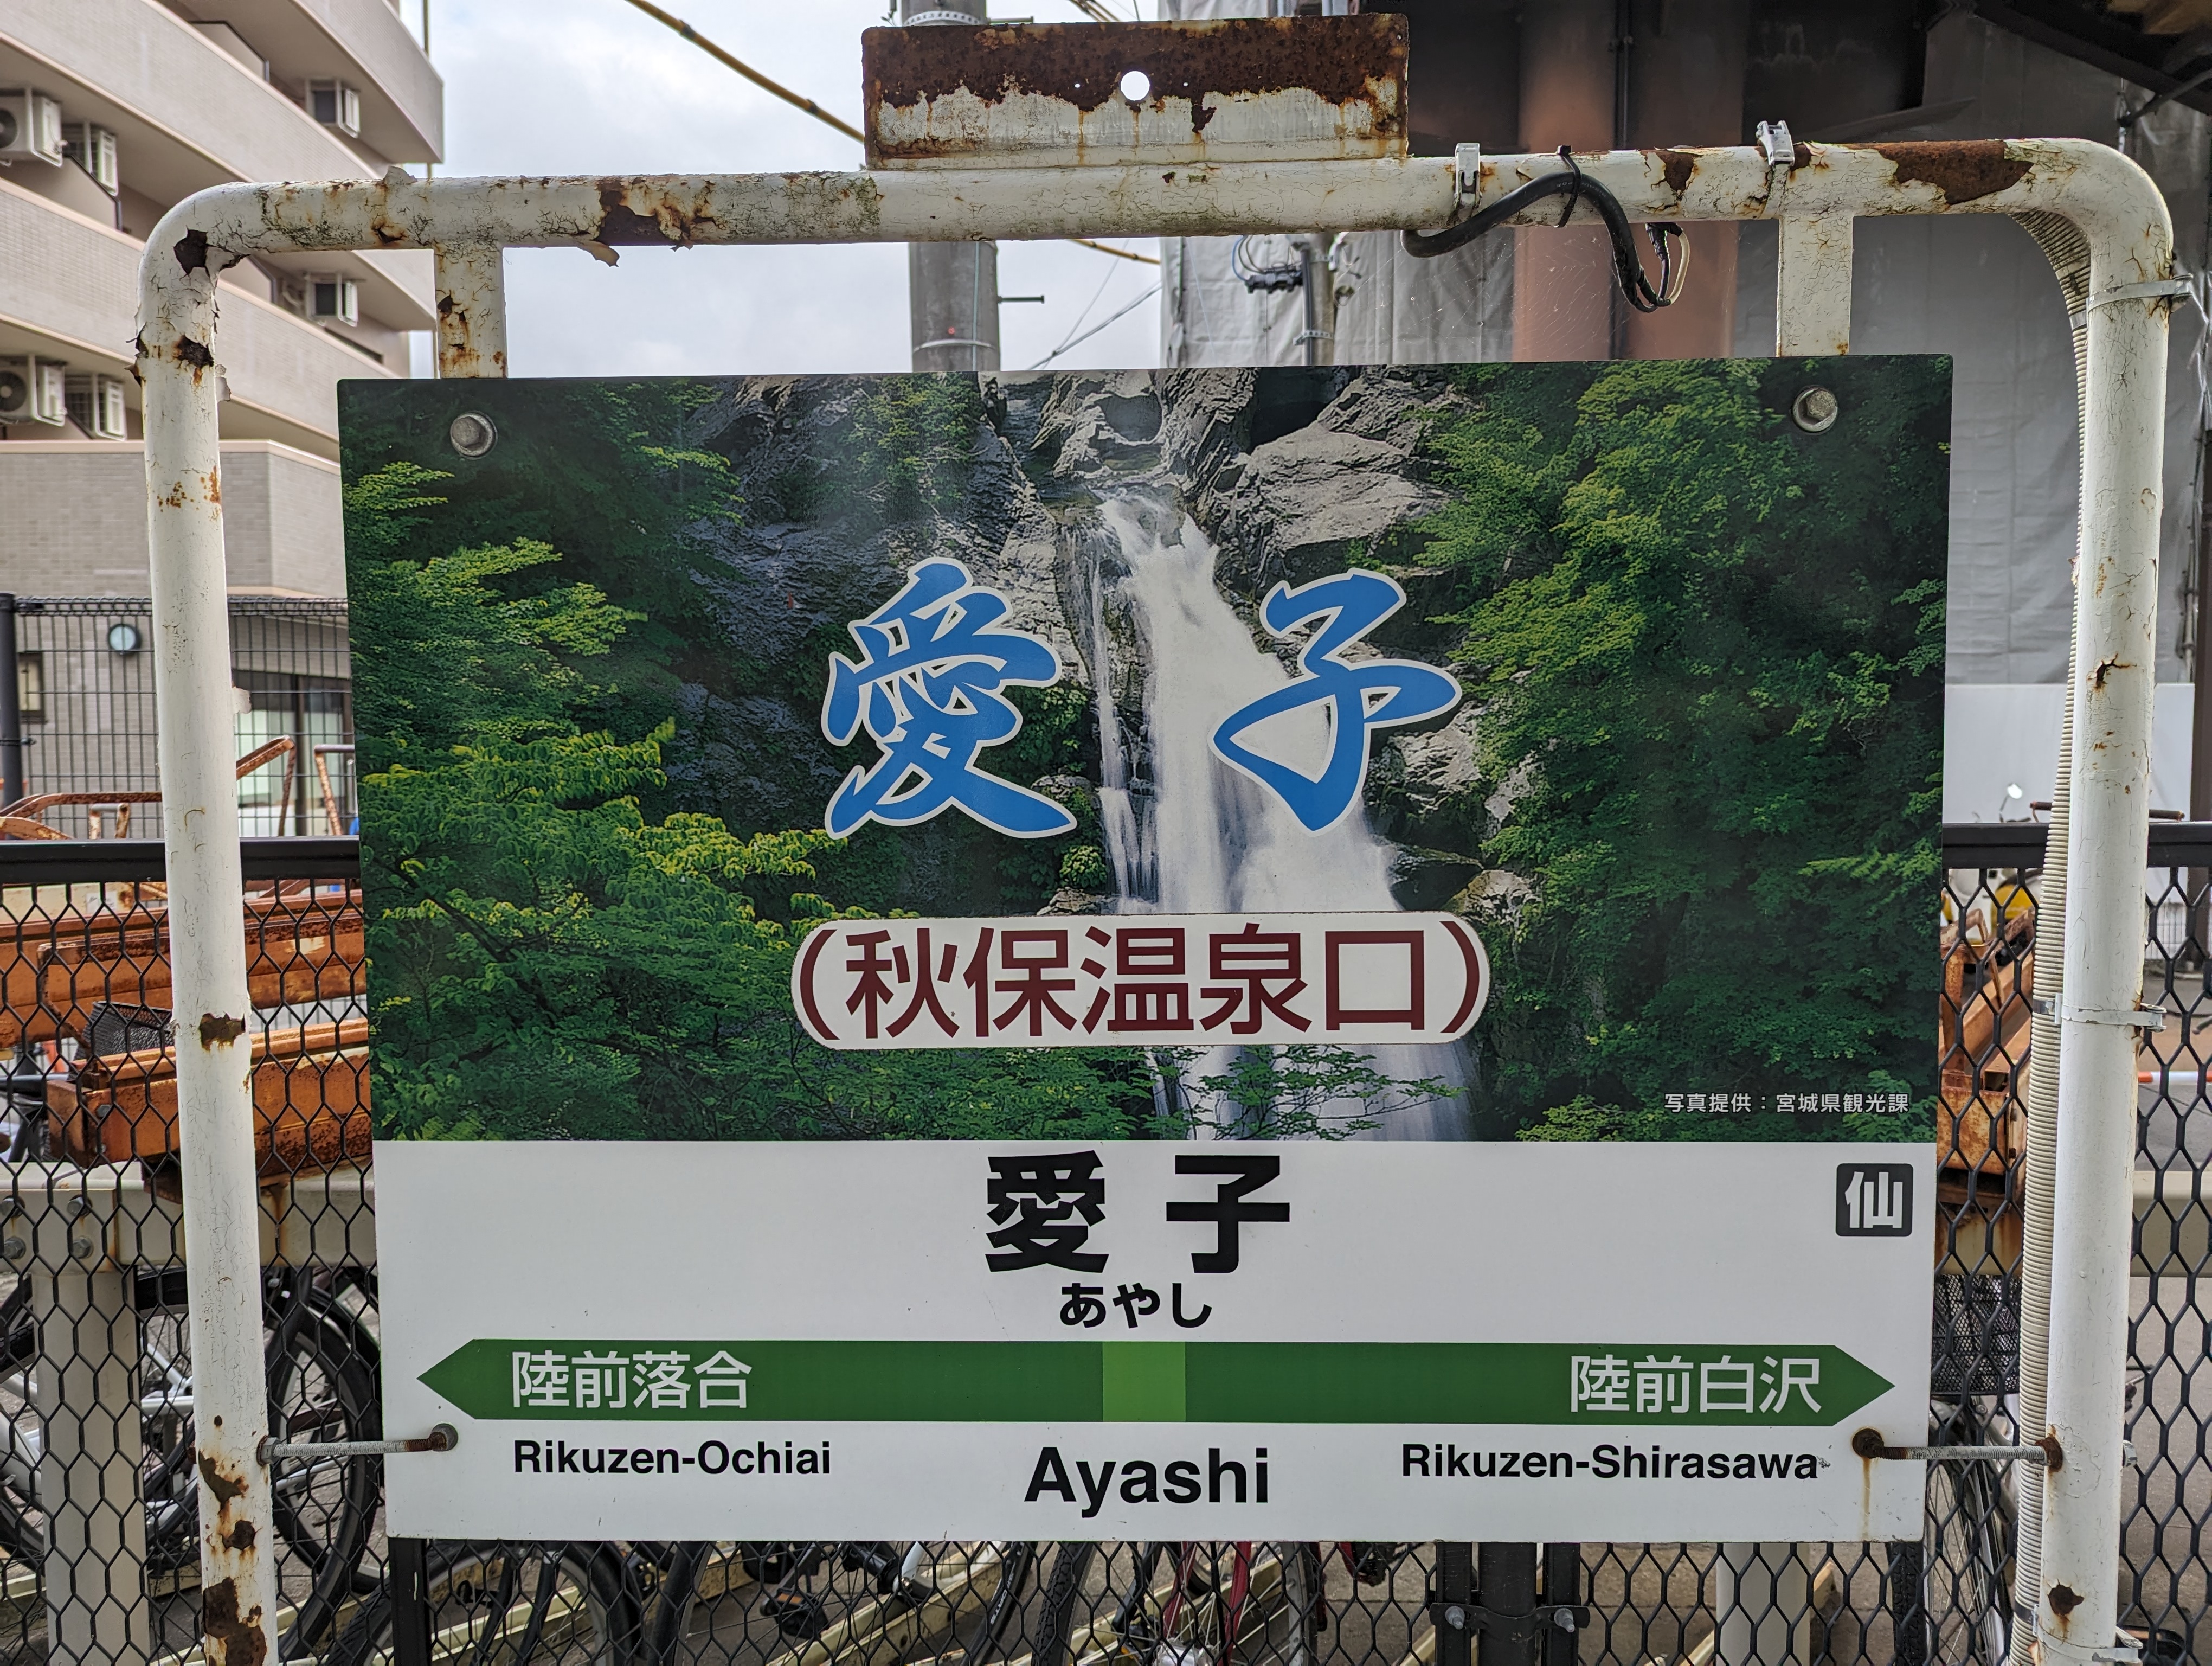 愛子
（秋保温泉口）
写真提供：宮城県観光課
愛子
仙
あやし
陸前落合 陸前白沢
Rikuzen-Ochiai Ayashi Rikuzen-Shirasawa